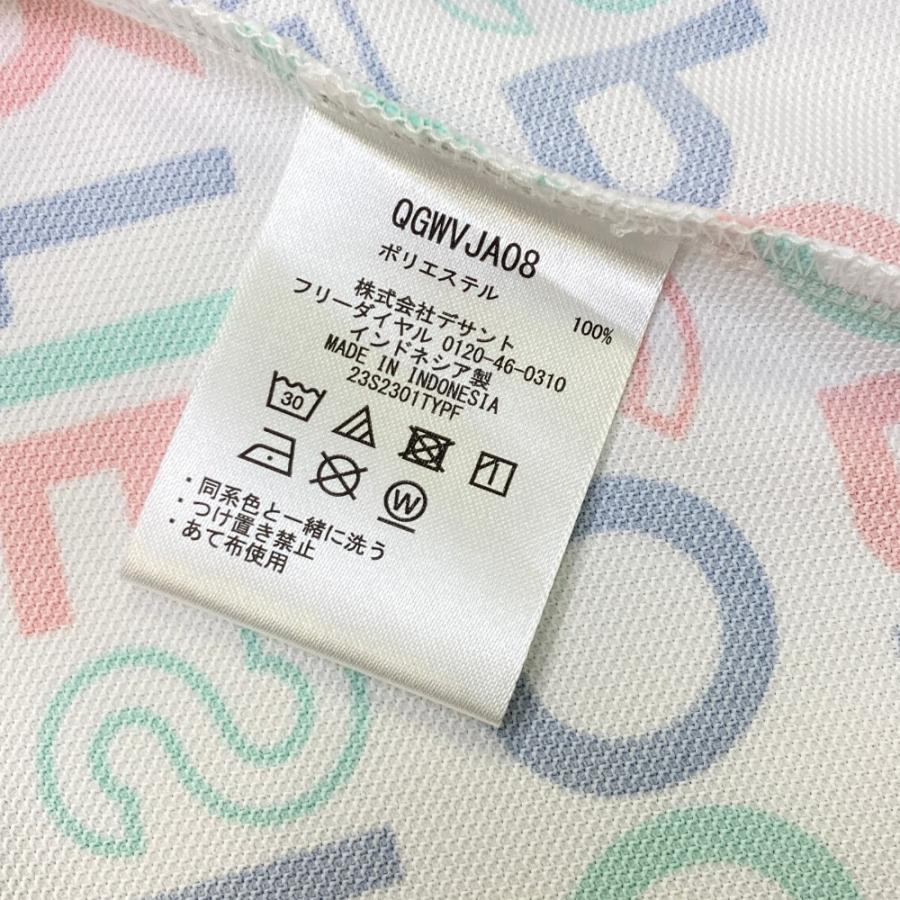 QGWVJA08
ポリエステル 100%
株式会社デサント
フリーダイヤル 0120-46-0310
インドネシア製
MADE IN INDONESIA
23S2301TYPF
30
W
・同系色と一緒に洗う
・つけ置き禁止
・あて布使用